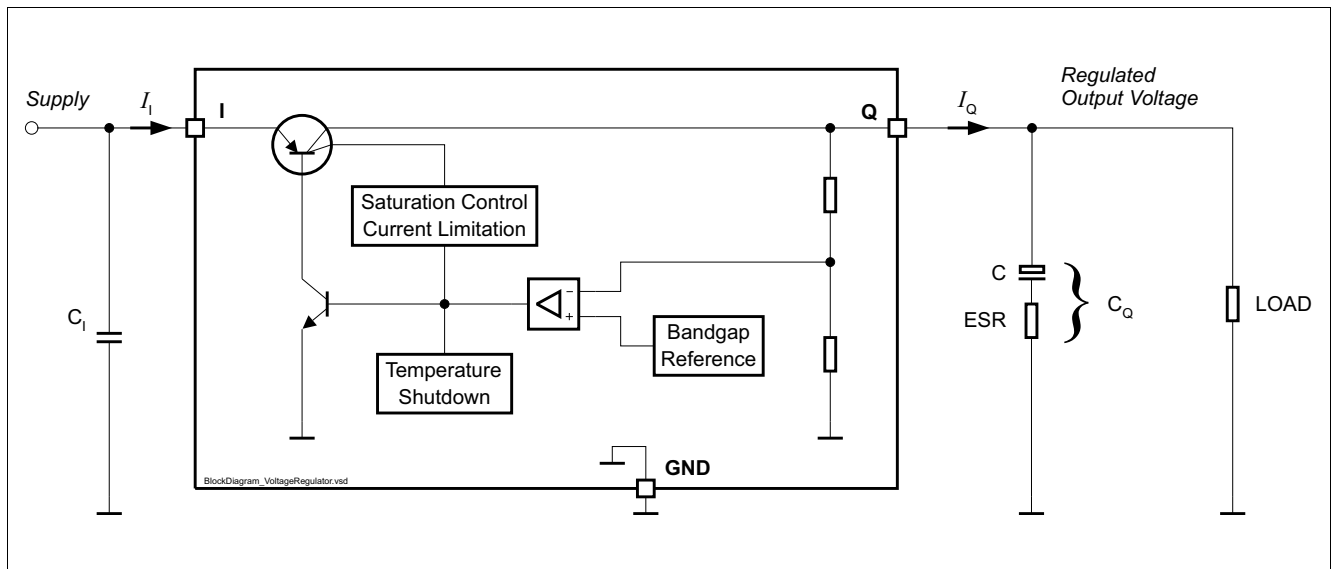 Supply
I_I
I
Q
I_Q
Regulated
Output Voltage
Saturation Control
Current Limitation
C
ESR
C_Q
LOAD
C_I
−
+
Bandgap
Reference
Temperature
Shutdown
GND
BlockDiagram_VoltageRegulator.vsd